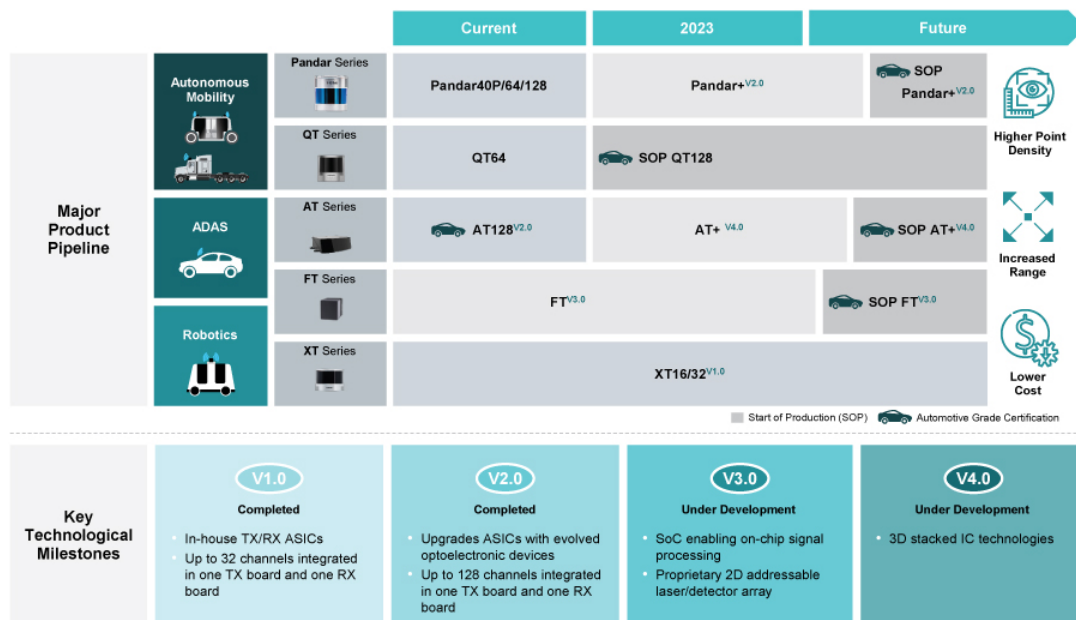 Current
2023
Future
Major
Product
Pipeline
Autonomous
Mobility
Pandar Series
Pandar40P/64/128
Pandar+V2.0
SOP
Pandar+V2.0
QT Series
QT64
SOP QT128
ADAS
AT Series
AT128V2.0
AT+ V4.0
SOP AT+V4.0
FT Series
FTV3.0
SOP FTV3.0
Robotics
XT Series
XT16/32V1.0
Higher Point
Density
Increased
Range
Lower
Cost
Start of Production (SOP)
Automotive Grade Certification
Key
Technological
Milestones
V1.0
Completed
• In-house TX/RX ASICs
• Up to 32 channels integrated
in one TX board and one RX
board
V2.0
Completed
• Upgrades ASICs with evolved
optoelectronic devices
• Up to 128 channels integrated
in one TX board and one RX
board
V3.0
Under Development
• SoC enabling on-chip signal
processing
• Proprietary 2D addressable
laser/detector array
V4.0
Under Development
• 3D stacked IC technologies